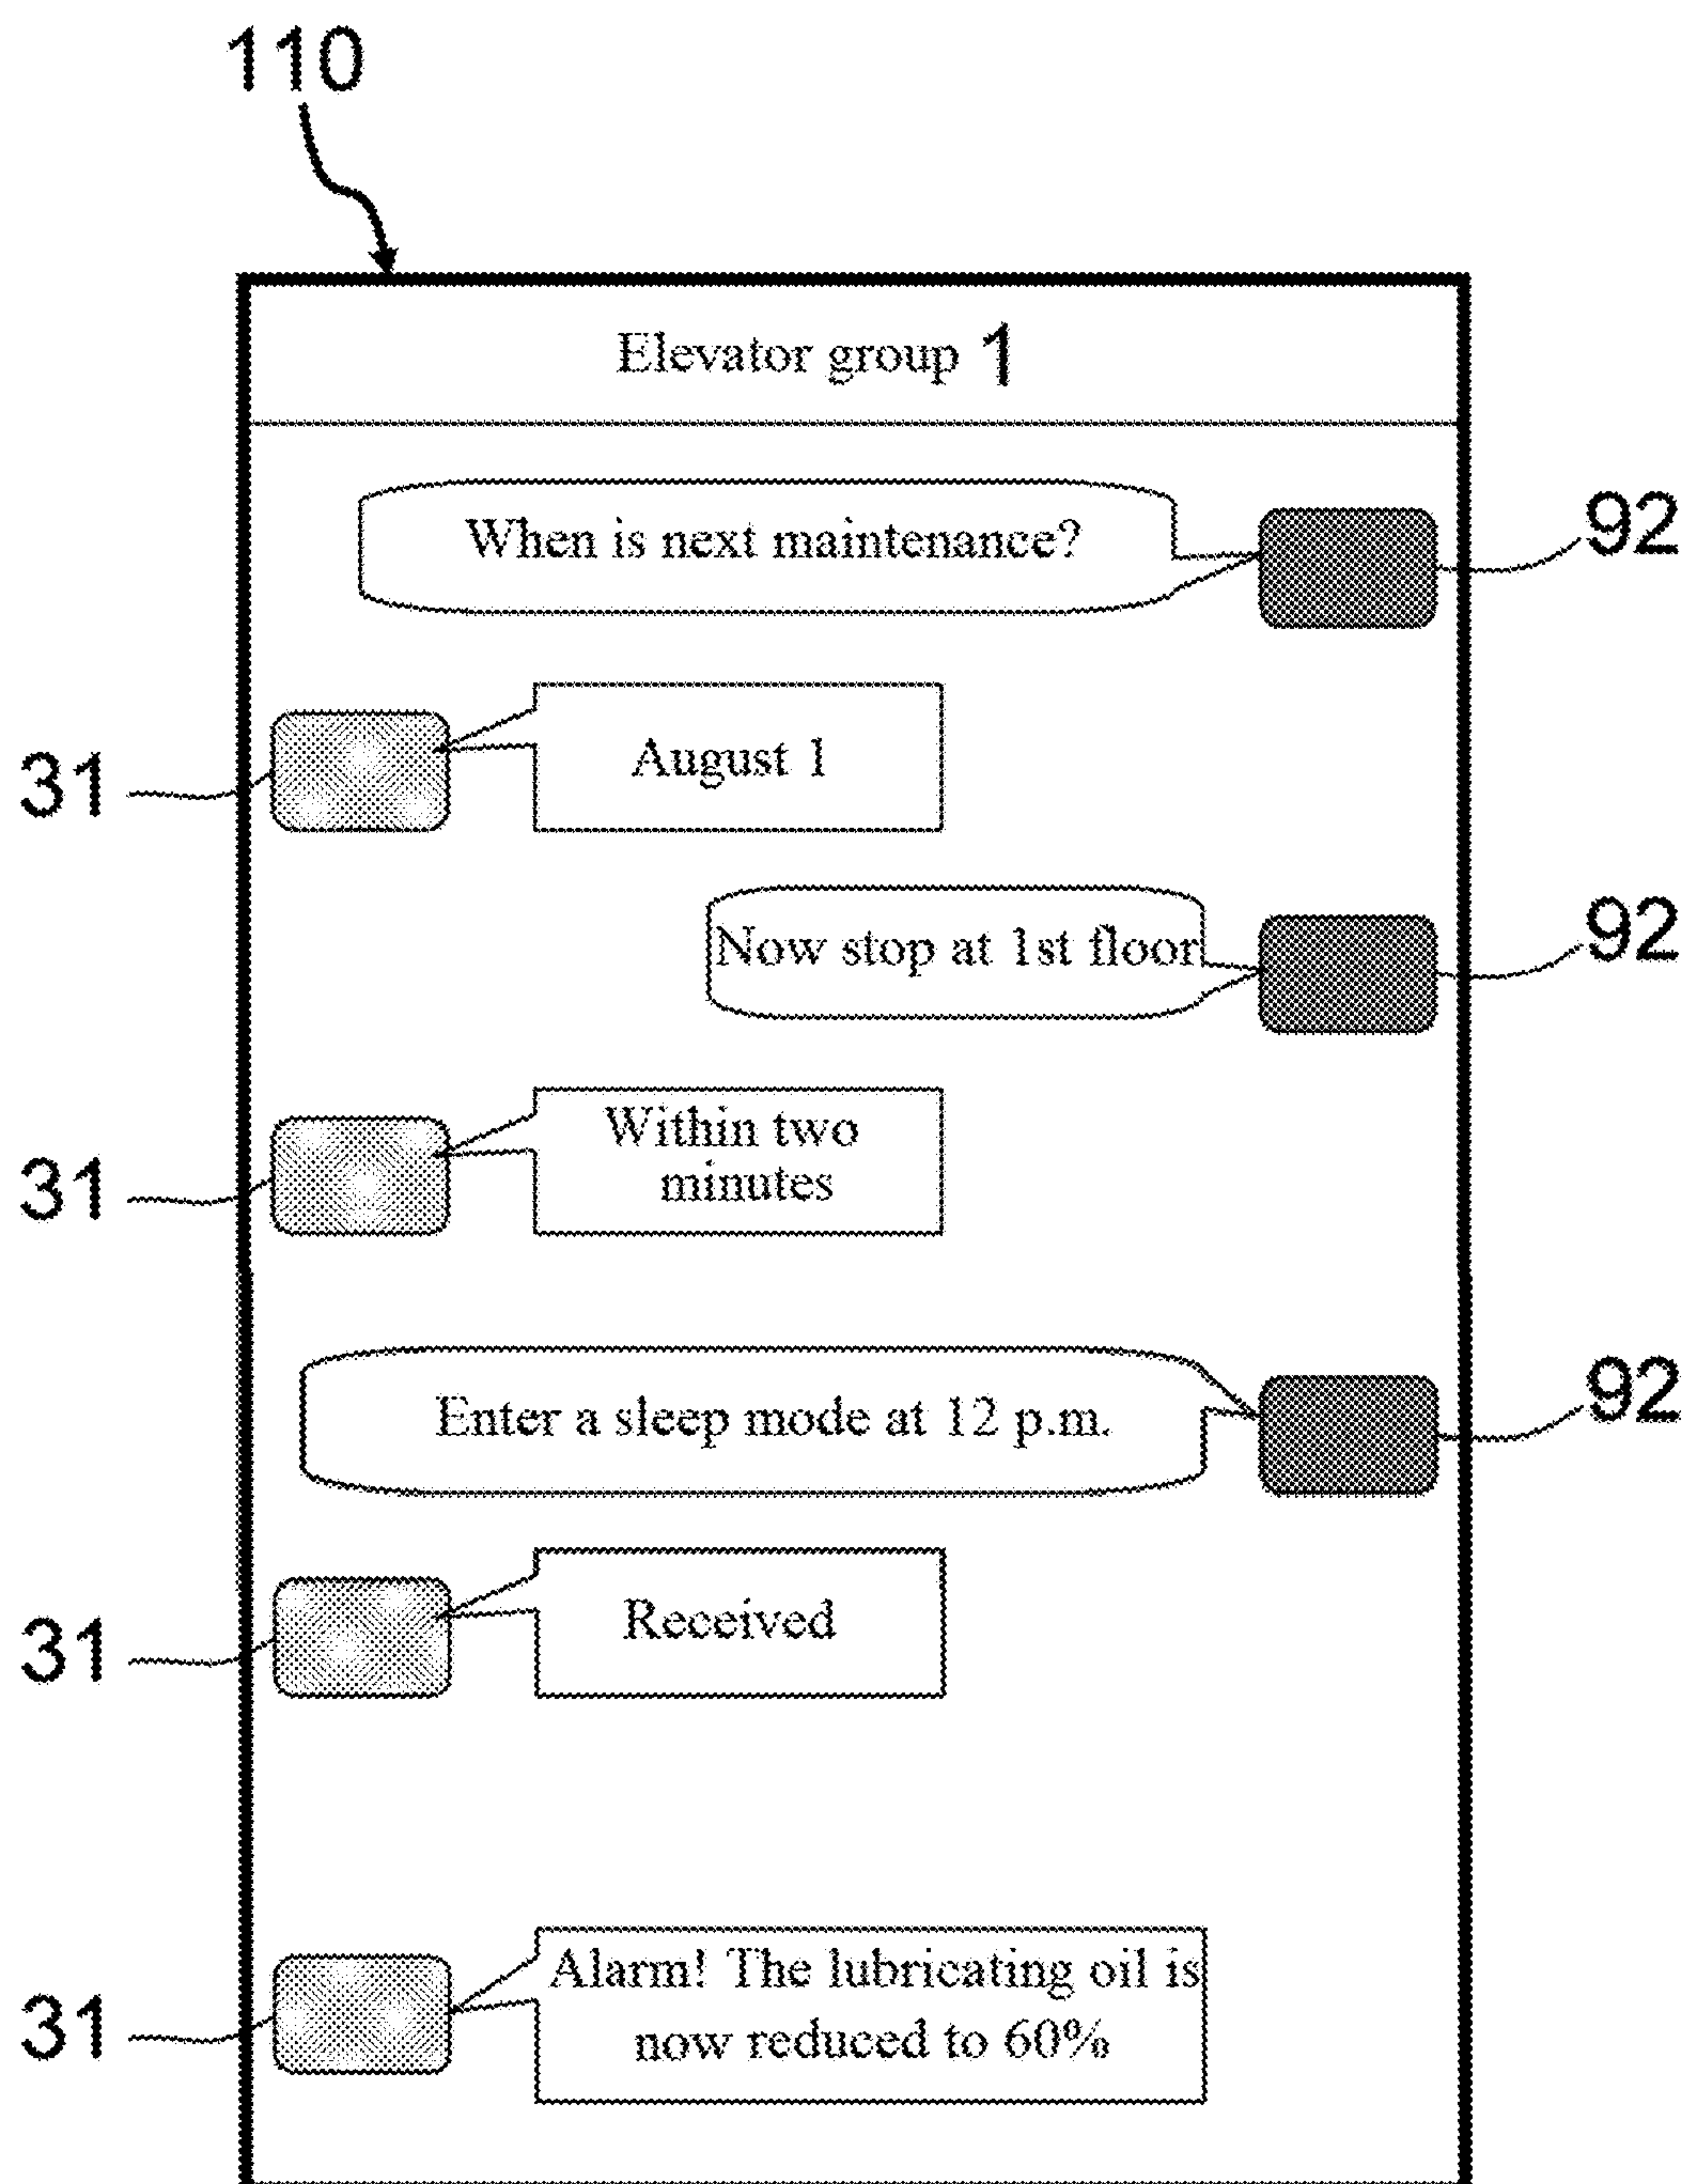 110
Elevator group 1
When is next maintenance?
92
August 1
31
Now stop at 1st floor
92
Within two
minutes
31
Enter a sleep mode at 12 p.m.
92
Received
31
Alarm! The lubricating oil is
now reduced to 60%
31